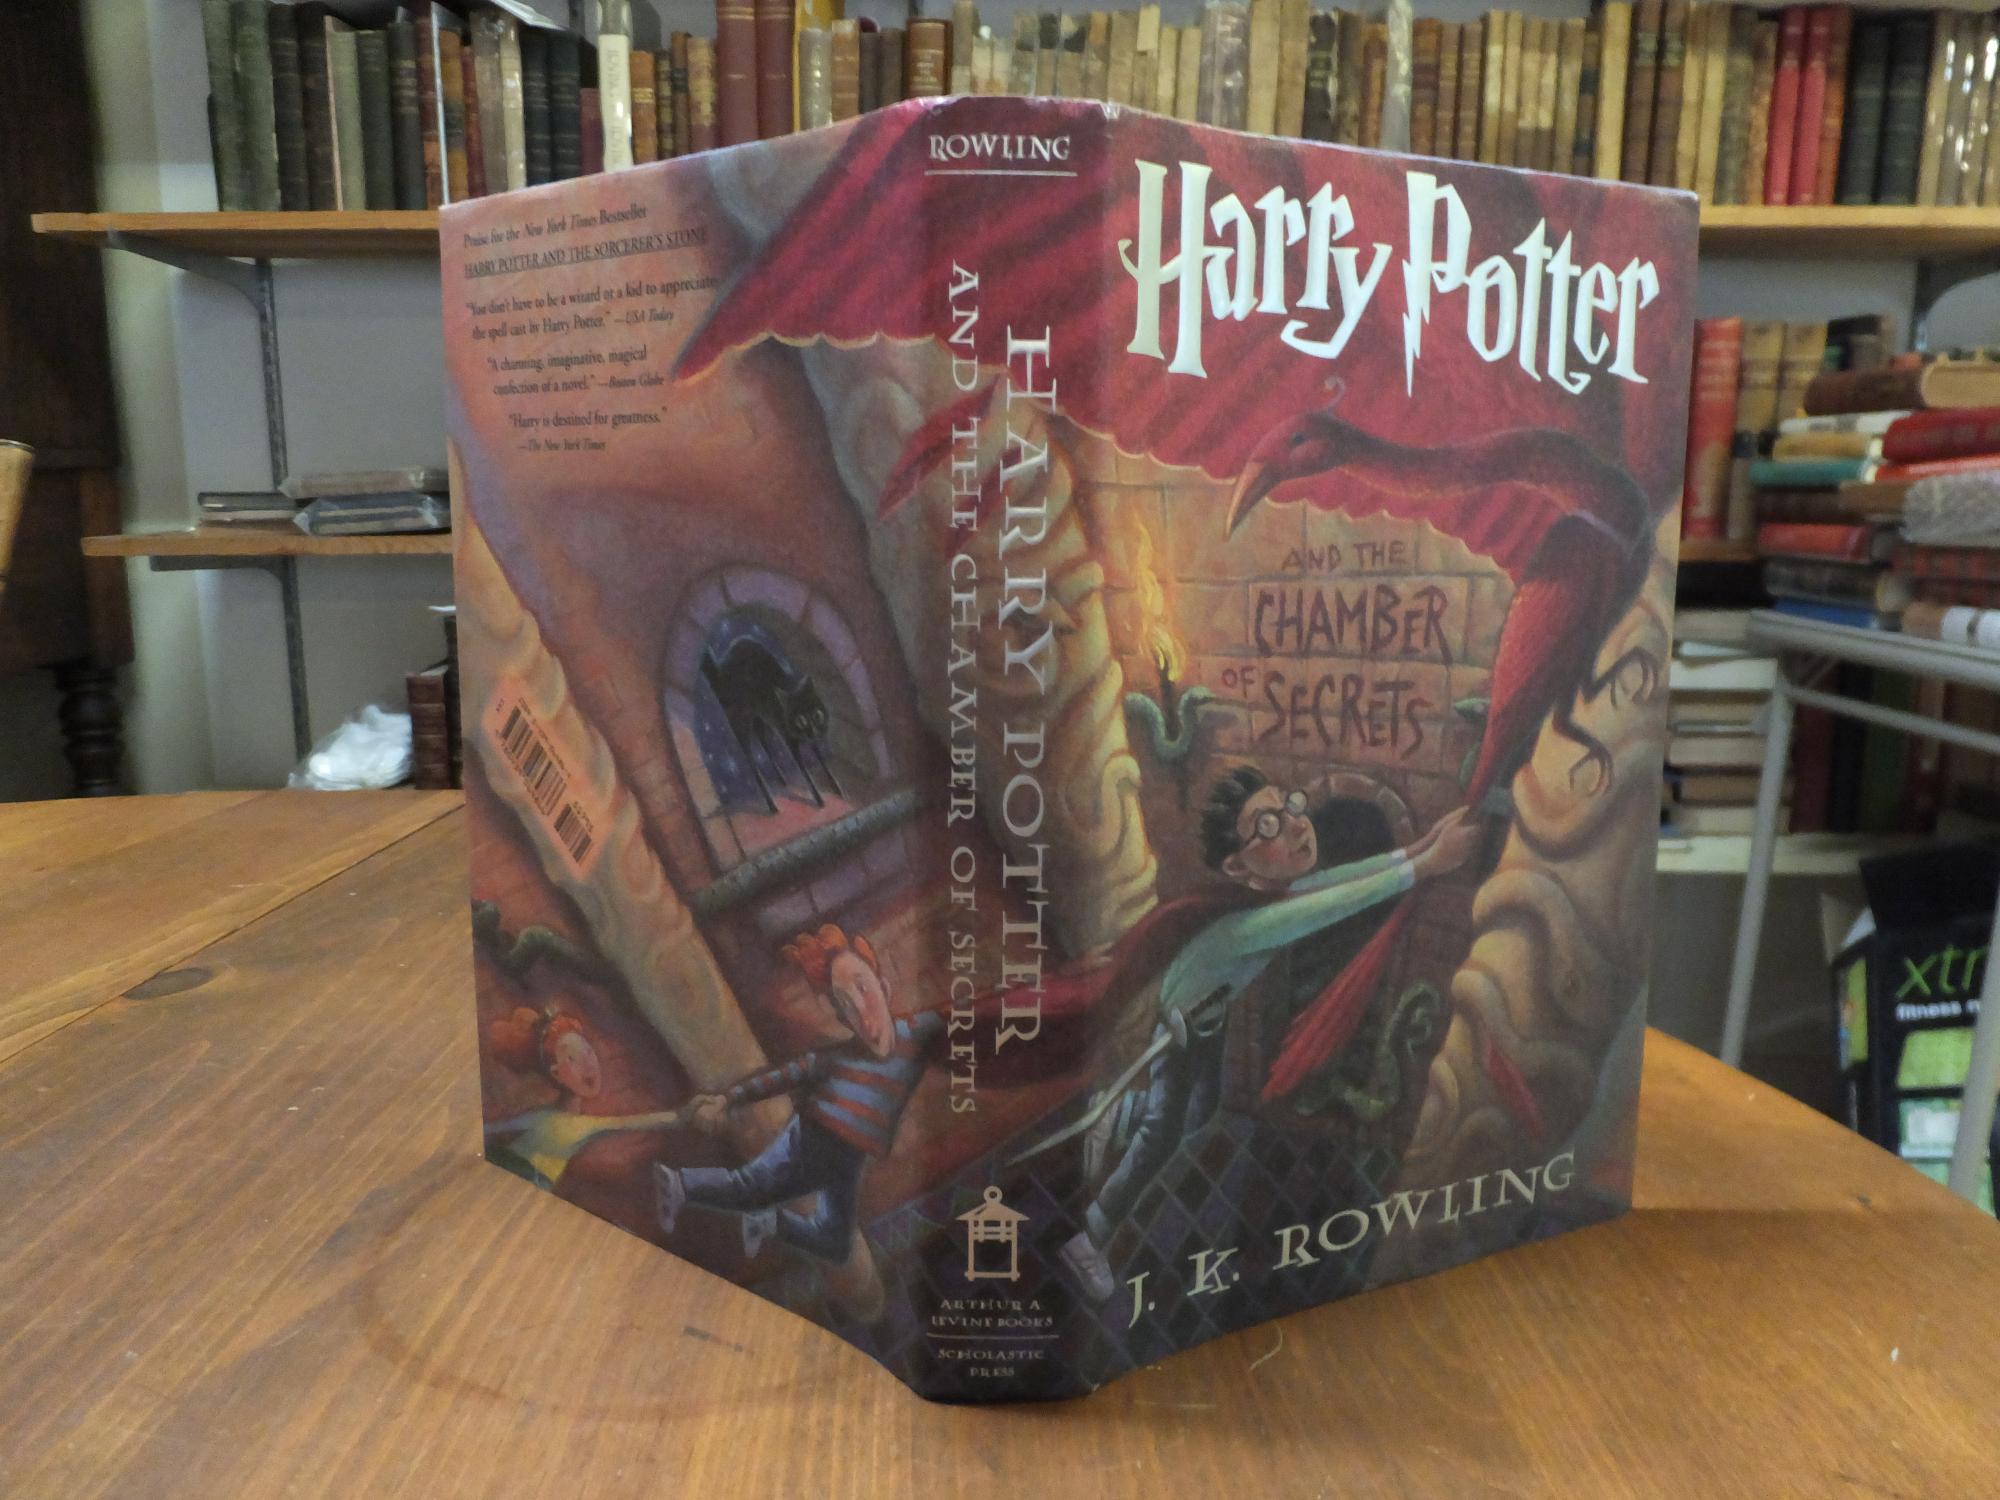 Praise for the New York Times Bestseller
HARRY POTTER AND THE SORCERER'S STONE
"You don't have to be a wizard or a kid to appreciate
the spell cast by Harry Potter." —USA Today
"A charming, imaginative, magical
confection of a novel." —Boston Globe
"Harry is destined for greatness."
—The New York Times
ROWLING
HARRY POTTER
AND THE CHAMBER OF SECRETS
ARTHUR A
LEVINE BOOKS
SCHOLASTIC
PRESS
Harry Potter
AND THE
CHAMBER
OF SECRETS
J. K. ROWLING
xtr
fitness